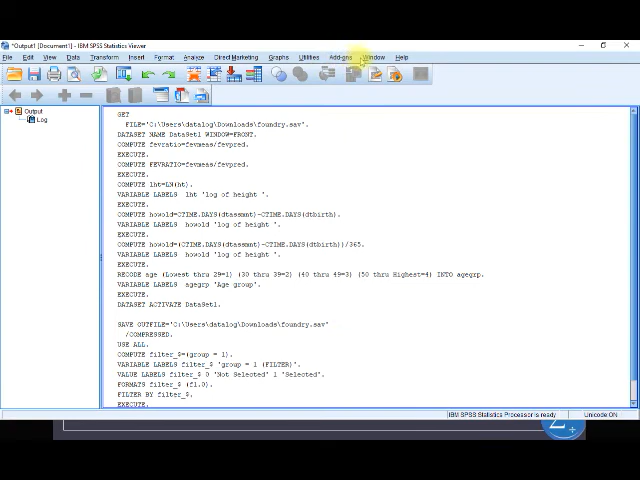 *Output1 [Document1] - IBM SPSS Statistics Viewer
File Edit View Data Transform Insert Format Analyze Direct Marketing Graphs Utilities Add-ons Window Help
Output
Log
GET
FILE='C:\Users\datalog\Downloads\foundry.sav'.
DATASET NAME DataSet1 WINDOW=FRONT.
COMPUTE fevratio=fevmeas/fevpred.
EXECUTE.
COMPUTE FEVRATIO=fevmeas/fevpred.
EXECUTE.
COMPUTE lht=LN(ht).
VARIABLE LABELS lht 'log of height '.
EXECUTE.
COMPUTE howold=CTIME.DAYS(dtassmnt)-CTIME.DAYS(dtbirth).
VARIABLE LABELS howold 'log of height '.
EXECUTE.
COMPUTE howold=(CTIME.DAYS(dtassmnt)-CTIME.DAYS(dtbirth))/365.
VARIABLE LABELS howold 'log of height '.
EXECUTE.
RECODE age (Lowest thru 29=1) (30 thru 39=2) (40 thru 49=3) (50 thru Highest=4) INTO agegrp.
VARIABLE LABELS agegrp 'Age group'.
EXECUTE.
DATASET ACTIVATE DataSet1.
SAVE OUTFILE='C:\Users\datalog\Downloads\foundry.sav'
/COMPRESSED.
USE ALL.
COMPUTE filter_$=(group = 1).
VARIABLE LABELS filter_$ 'group = 1 (FILTER)'.
VALUE LABELS filter_$ 0 'Not Selected' 1 'Selected'.
FORMATS filter_$ (f1.0).
FILTER BY filter_$.
EXECUTE.
IBM SPSS Statistics Processor is ready Unicode:ON